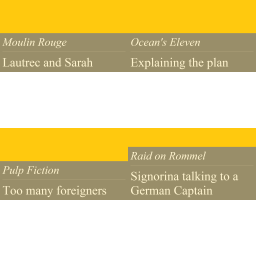 Moulin Rouge
Lautrec and Sarah
Ocean's Eleven
Explaining the plan
Pulp Fiction
Too many foreigners
Raid on Rommel
Signorina talking to a
German Captain